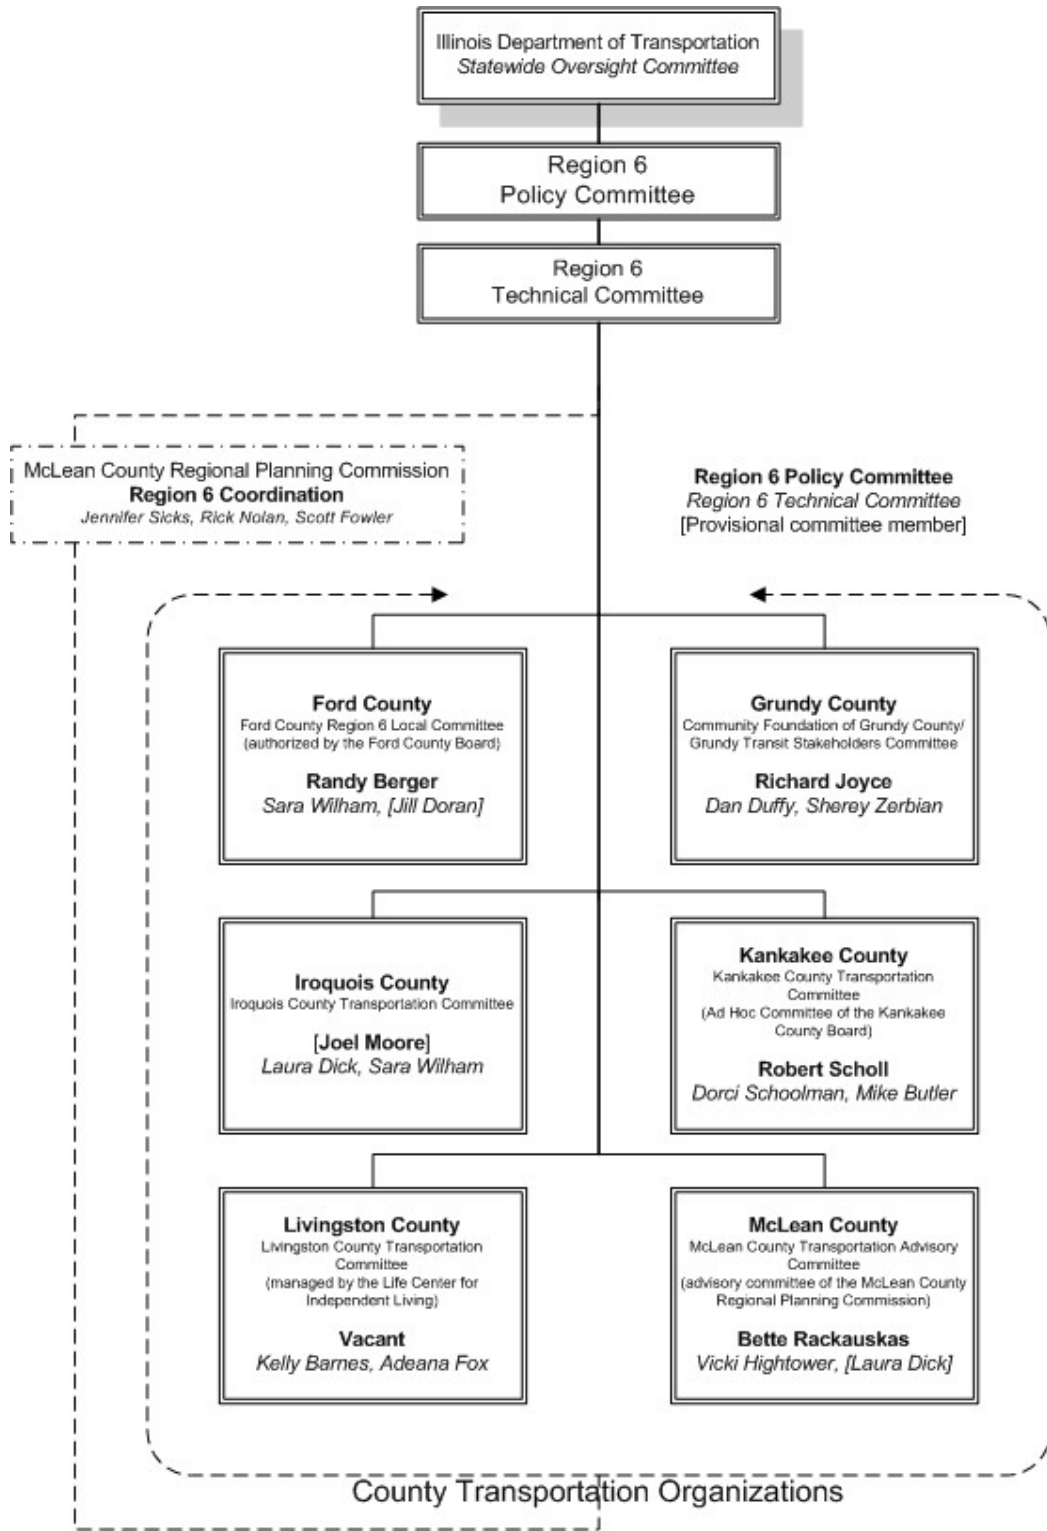 Illinois Department of Transportation
Statewide Oversight Committee
Region 6
Policy Committee
Region 6
Technical Committee
McLean County Regional Planning Commission
Region 6 Coordination
Jennifer Sicks, Rick Nolan, Scott Fowler
Region 6 Policy Committee
Region 6 Technical Committee
[Provisional committee member]
Ford County
Ford County Region 6 Local Committee
(authorized by the Ford County Board)
Randy Berger
Sara Wilham, [Jill Doran]
Grundy County
Community Foundation of Grundy County/
Grundy Transit Stakeholders Committee
Richard Joyce
Dan Duffy, Sherey Zerbian
Iroquois County
Iroquois County Transportation Committee
[Joel Moore]
Laura Dick, Sara Wilham
Kankakee County
Kankakee County Transportation
Committee
(Ad Hoc Committee of the Kankakee
County Board)
Robert Scholl
Dorci Schoolman, Mike Butler
Livingston County
Livingston County Transportation
Committee
(managed by the Life Center for
Independent Living)
Vacant
Kelly Barnes, Adeana Fox
McLean County
McLean County Transportation Advisory
Committee
(advisory committee of the McLean County
Regional Planning Commission)
Bette Rackauskas
Vicki Hightower, [Laura Dick]
County Transportation Organizations